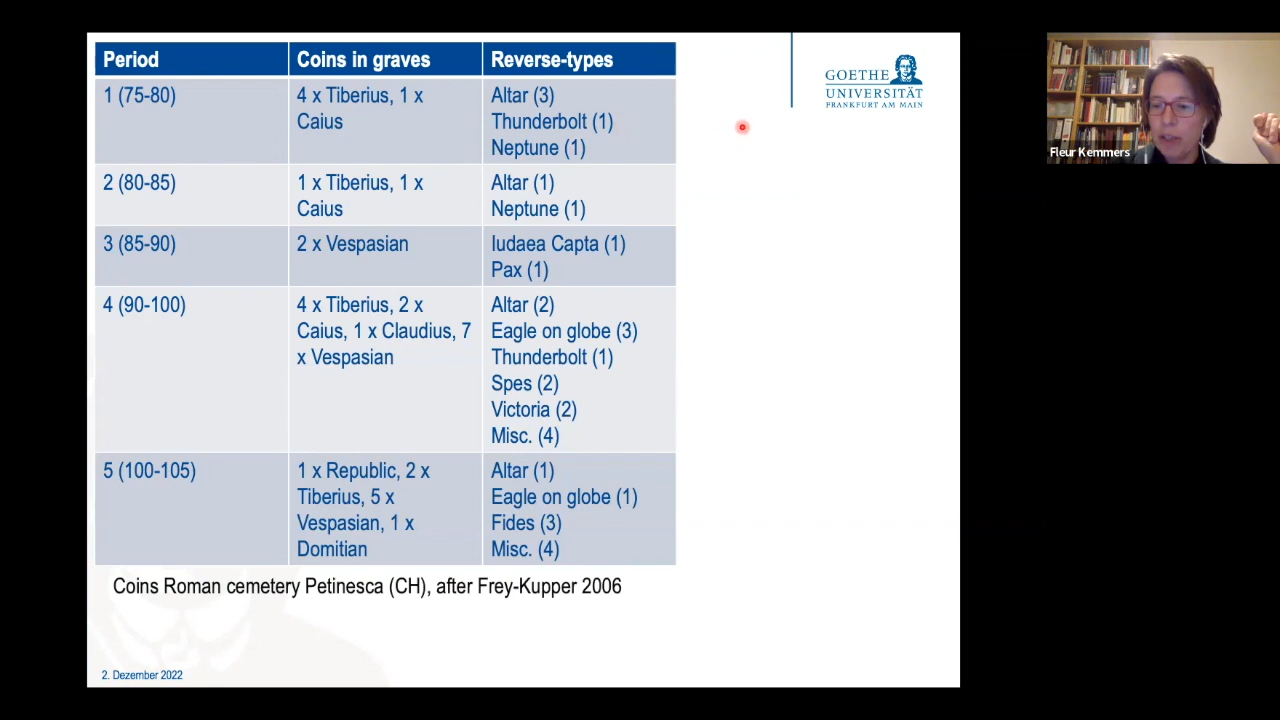 Period Coins in graves Reverse-types
1 (75-80) 4 x Tiberius, 1 x Altar (3)
Caius Thunderbolt (1)
Neptune (1)
2 (80-85) 1 x Tiberius, 1 x Altar (1)
Caius Neptune (1)
3 (85-90) 2 x Vespasian Iudaea Capta (1)
Pax (1)
4 (90-100) 4 x Tiberius, 2 x Altar (2)
Caius, 1 x Claudius, 7 Eagle on globe (3)
x Vespasian Thunderbolt (1)
Spes (2)
Victoria (2)
Misc. (4)
5 (100-105) 1 x Republic, 2 x Altar (1)
Tiberius, 5 x Eagle on globe (1)
Vespasian, 1 x Fides (3)
Domitian Misc. (4)
Coins Roman cemetery Petinesca (CH), after Frey-Kupper 2006
2. Dezember 2022
GOETHE
UNIVERSITÄT
FRANKFURT AM MAIN
Fleur Kemmers